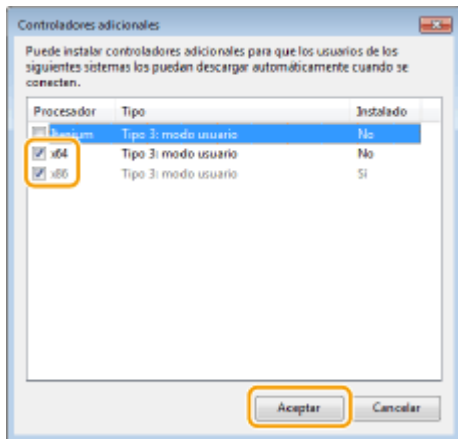 Controladores adicionales
Puede instalar controladores adicionales para que los usuarios de los
siguientes sistemas los puedan descargar automáticamente cuando se
conecten.
Procesador Tipo Instalado
Itanium Tipo 3: modo usuario No
x64 Tipo 3: modo usuario No
x86 Tipo 3: modo usuario Sí
Aceptar Cancelar